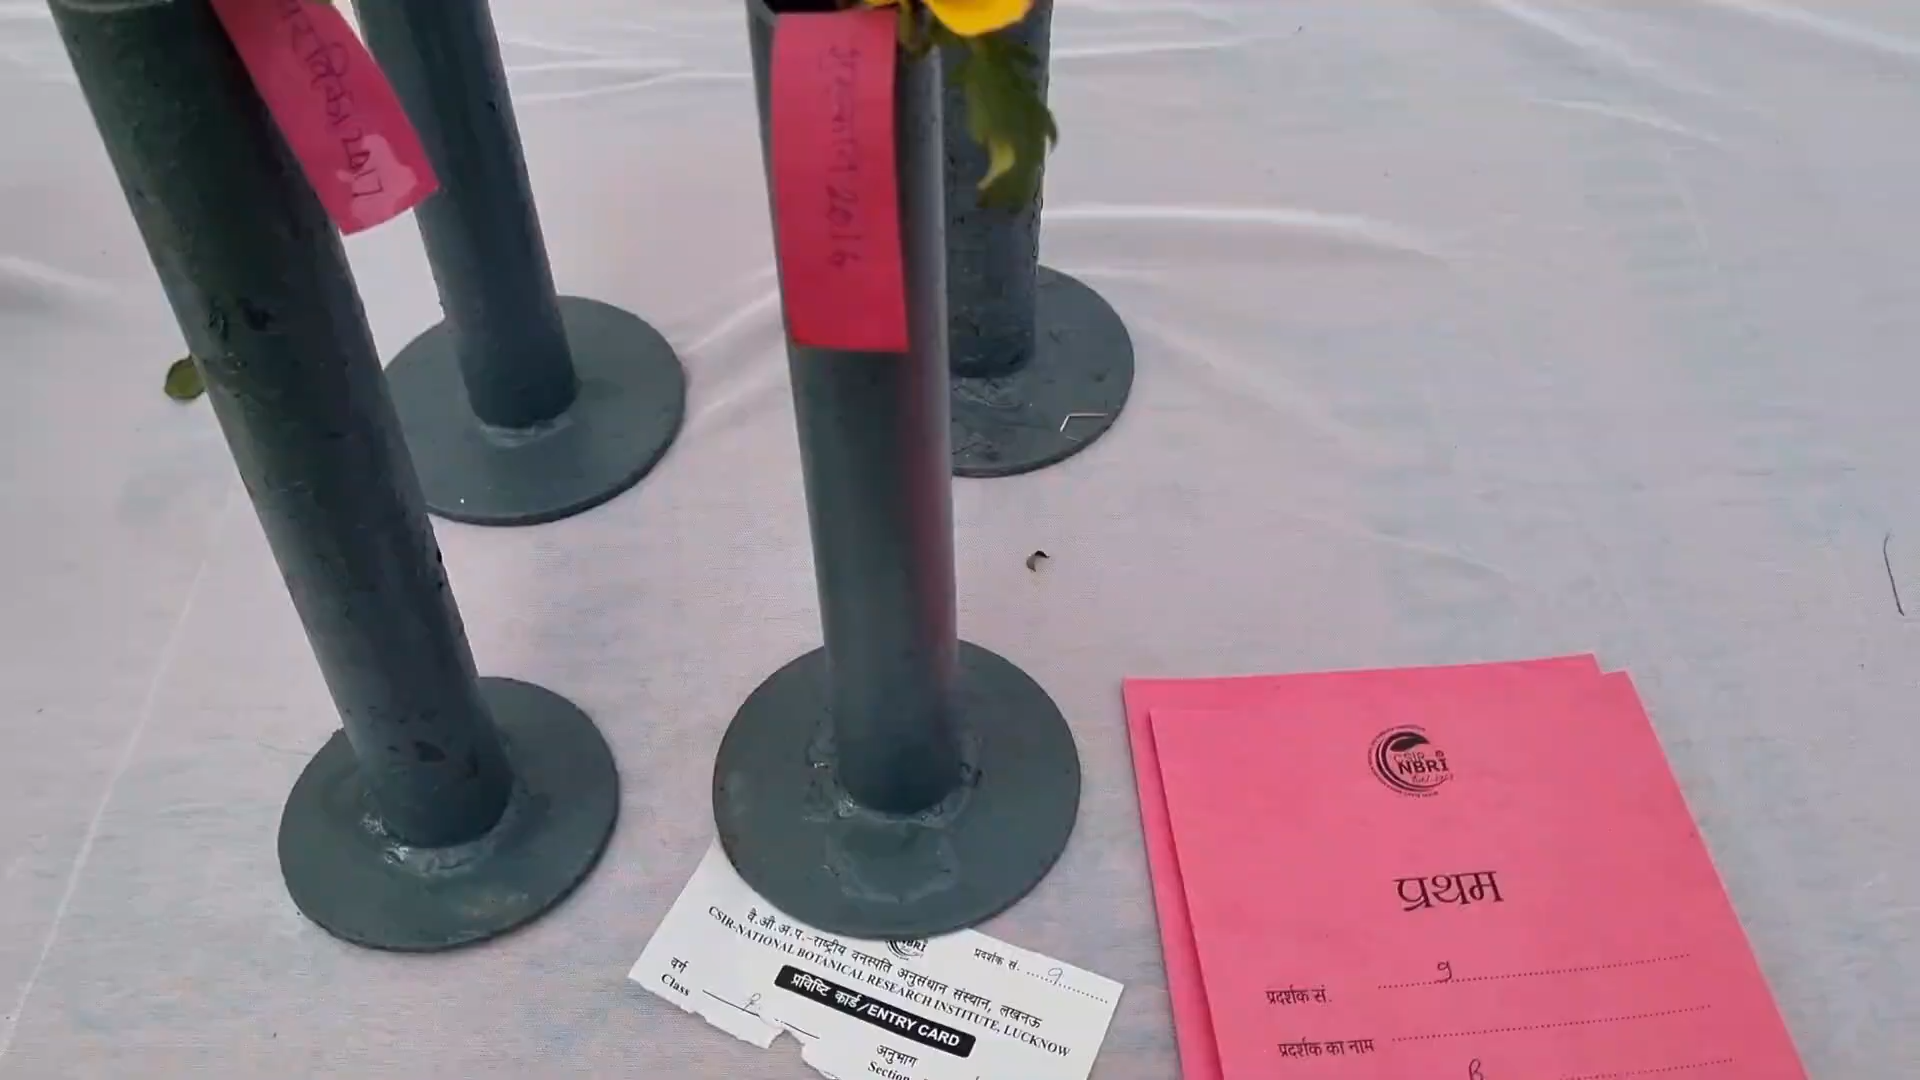 2016
CSIR
NBRI
प्रथम
प्रदर्शक सं. 9
प्रदर्शक का नाम
NBRI
वै.औ.अ.प.-राष्ट्रीय वनस्पति अनुसंधान संस्थान, लखनऊ
CSIR-NATIONAL BOTANICAL RESEARCH INSTITUTE, LUCKNOW
प्रदर्शक सं. 9
प्रविष्टि कार्ड/ENTRY CARD
वर्ग
Class
अनुभाग
Section